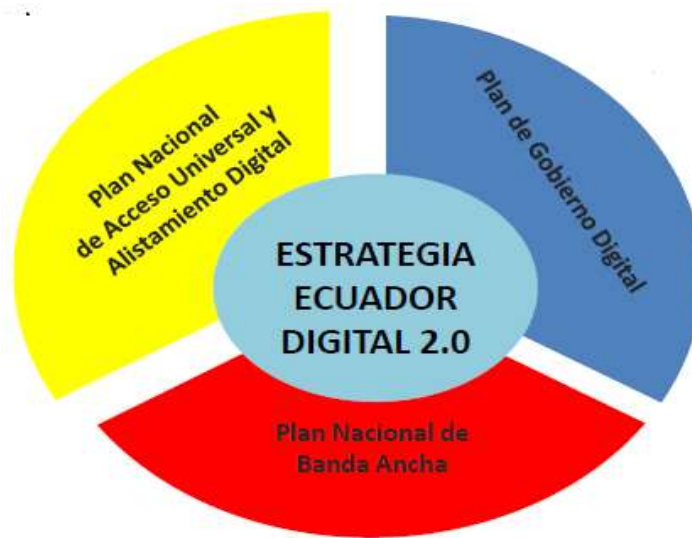 Plan Nacional
de Acceso Universal y
Alistamiento Digital
Plan de Gobierno Digital
ESTRATEGIA
ECUADOR
DIGITAL 2.0
Plan Nacional de
Banda Ancha